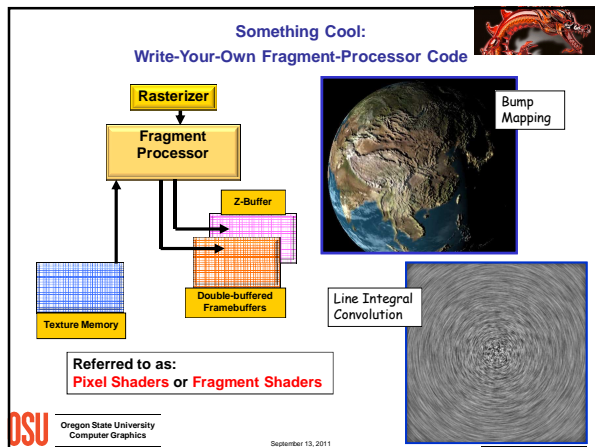 Something Cool:
Write-Your-Own Fragment-Processor Code
Rasterizer
Fragment
Processor
Z-Buffer
Double-buffered
Framebuffers
Texture Memory
Bump
Mapping
Line Integral
Convolution
Referred to as:
Pixel Shaders or Fragment Shaders
OSU
Oregon State University
Computer Graphics
September 13, 2011